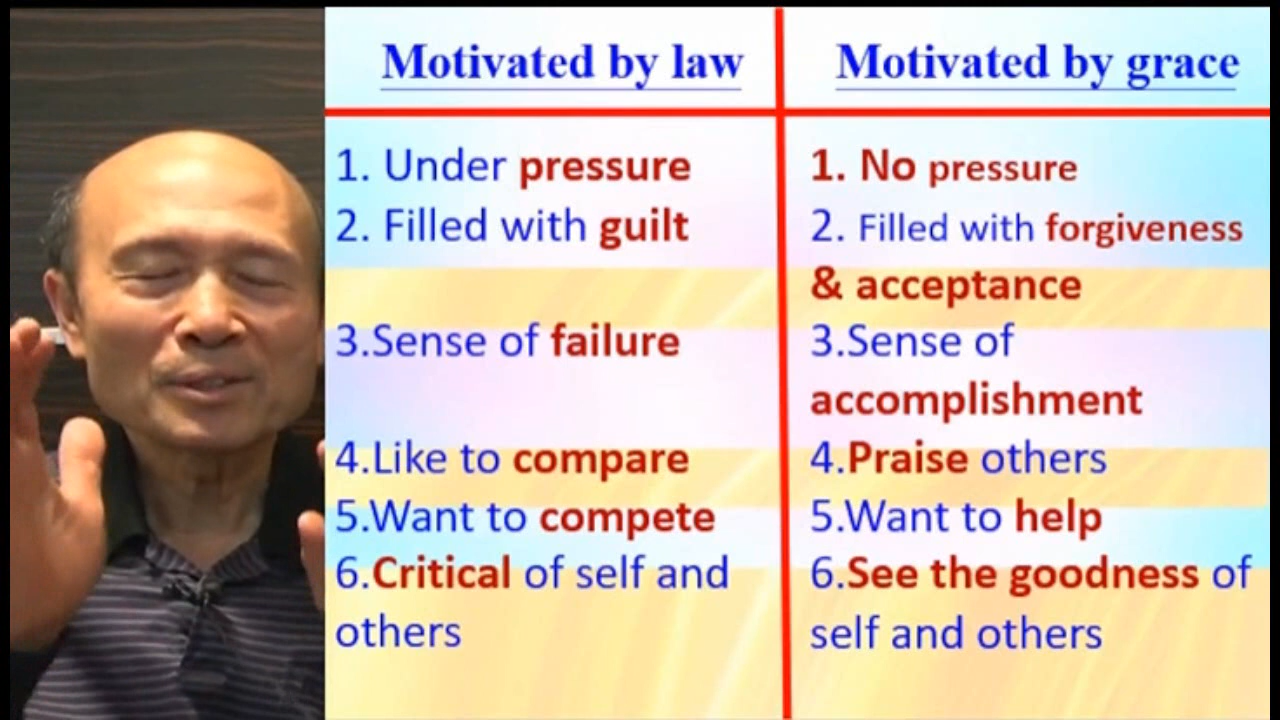 Motivated by law
1. Under pressure
2. Filled with guilt
3.Sense of failure
4.Like to compare
5.Want to compete
6.Critical of self and
others
Motivated by grace
1. No pressure
2. Filled with forgiveness
& acceptance
3.Sense of
accomplishment
4.Praise others
5.Want to help
6.See the goodness of
self and others